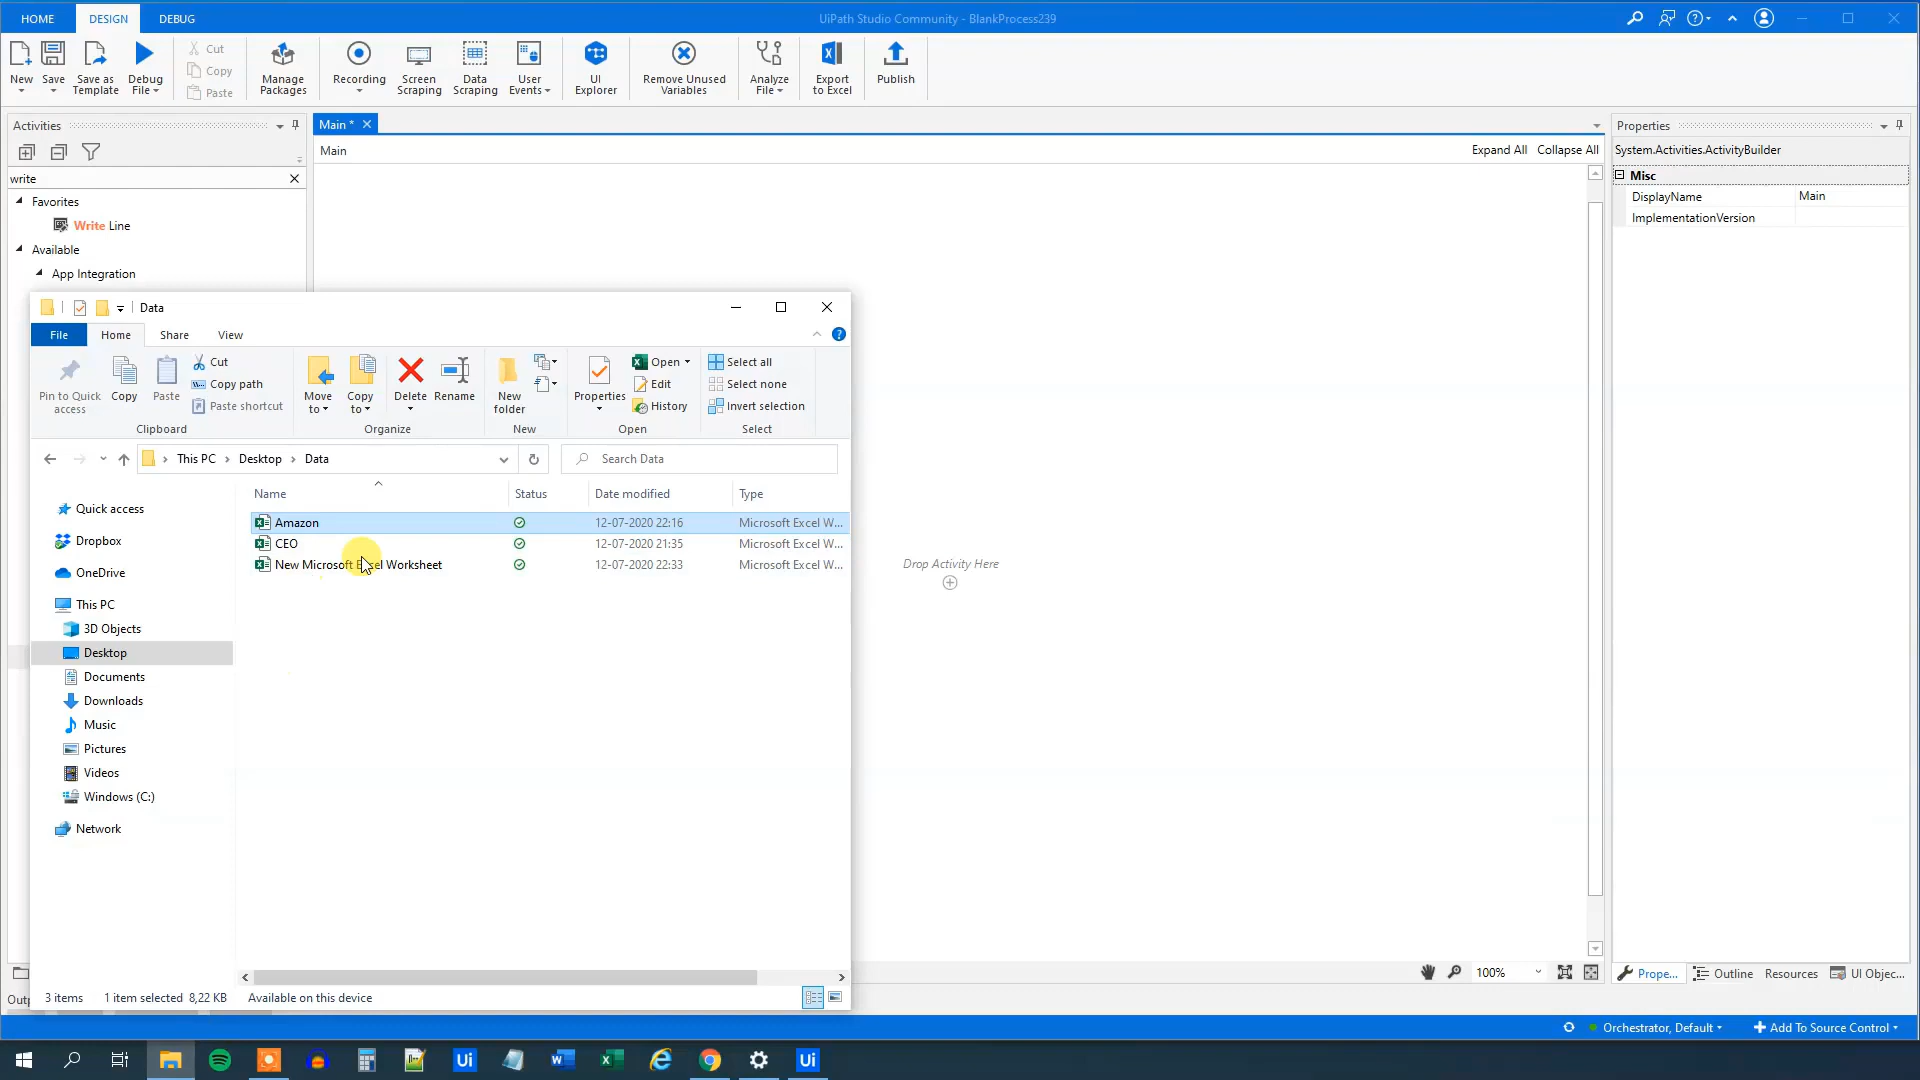 HOME DESIGN DEBUG UiPath Studio Community - BlankProcess239
New Save Save as Template Debug File Cut Copy Paste Manage Packages Recording Screen Scraping Data Scraping User Events UI Explorer Remove Unused Variables Analyze File Export to Excel Publish
Activities
write
Favorites
Write Line
Available
App Integration
Main *
Main Expand All Collapse All
Drop Activity Here
100%
Properties
System.Activities.ActivityBuilder
Misc
DisplayName Main
ImplementationVersion
Prope... Outline Resources UI Objec...
Data
File Home Share View
Pin to Quick access Copy Paste Cut Copy path Paste shortcut
Move to Copy to Delete Rename New folder Properties Open Edit History Select all Select none Invert selection
Clipboard Organize New Open Select
This PC Desktop Data Search Data
Name Status Date modified Type
Amazon 12-07-2020 22:16 Microsoft Excel W...
CEO 12-07-2020 21:35 Microsoft Excel W...
New Microsoft Excel Worksheet 12-07-2020 22:33 Microsoft Excel W...
Quick access
Dropbox
OneDrive
This PC
3D Objects
Desktop
Documents
Downloads
Music
Pictures
Videos
Windows (C:)
Network
3 items 1 item selected 8,22 KB Available on this device
Orchestrator, Default Add To Source Control
Ui Ui